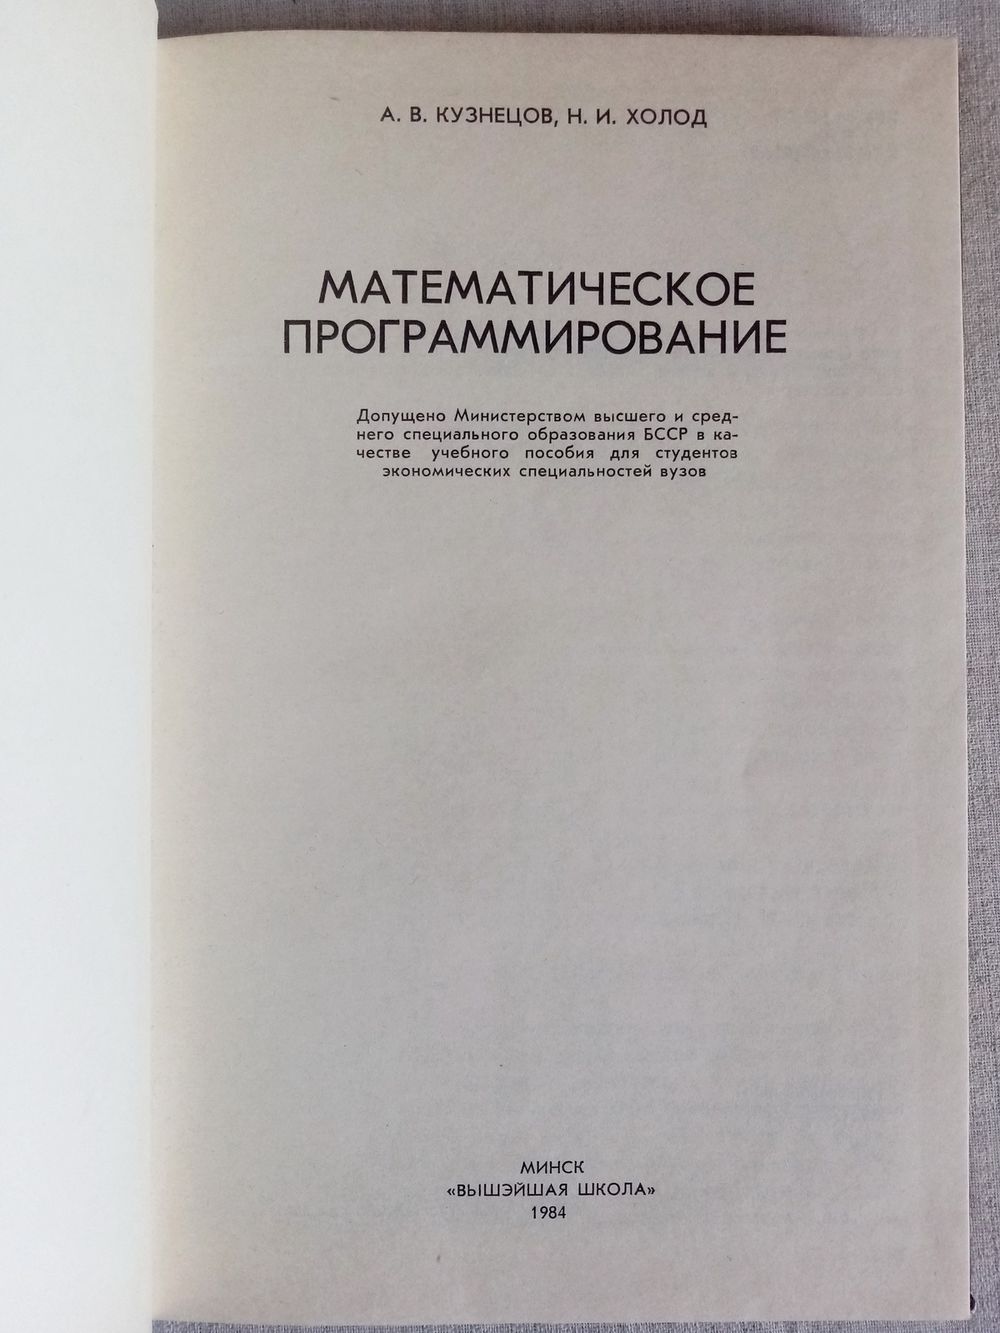 А. В. КУЗНЕЦОВ, Н. И. ХОЛОД
МАТЕМАТИЧЕСКОЕ
ПРОГРАММИРОВАНИЕ
Допущено Министерством высшего и сред-
него специального образования БССР в ка-
честве учебного пособия для студентов
экономических специальностей вузов
МИНСК
«ВЫШЭЙШАЯ ШКОЛА»
1984